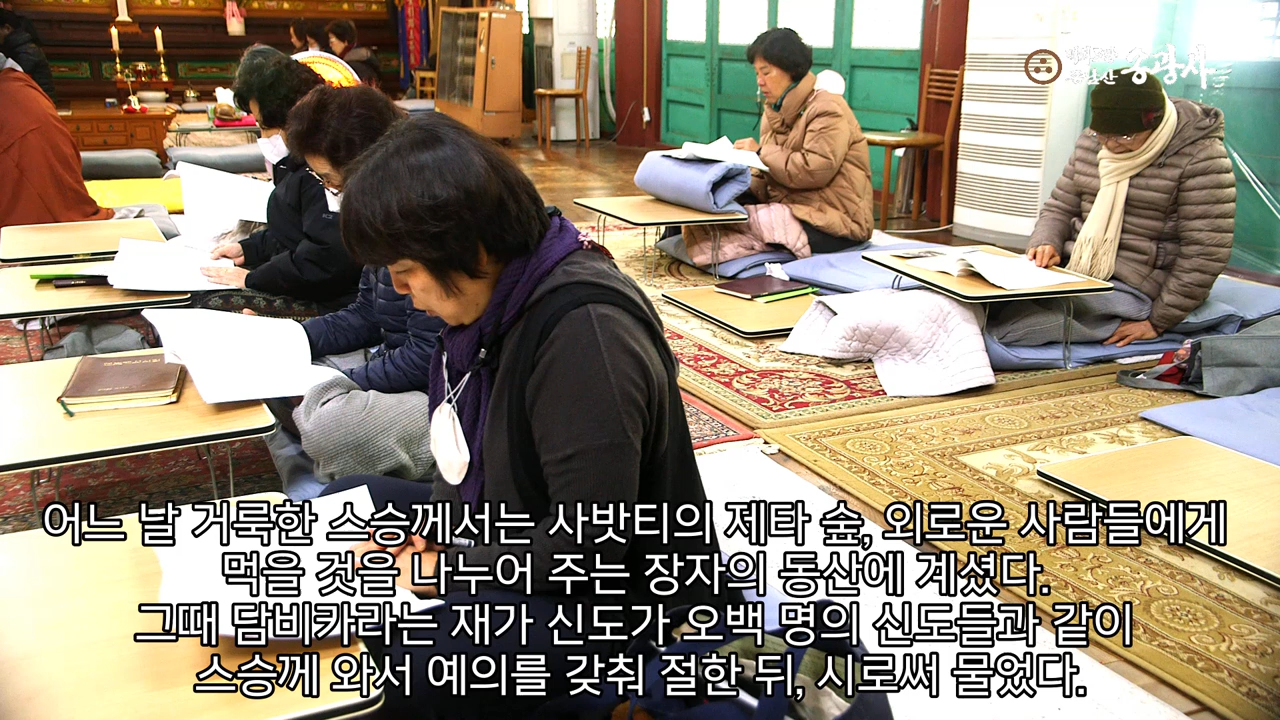 송광사
어느 날 거룩한 스승께서는 사밧티의 제타 숲, 외로운 사람들에게
먹을 것을 나누어 주는 장자의 동산에 계셨다.
그때 담비카라는 재가 신도가 오백 명의 신도들과 같이
스승께 와서 예의를 갖춰 절한 뒤, 시로써 물었다.